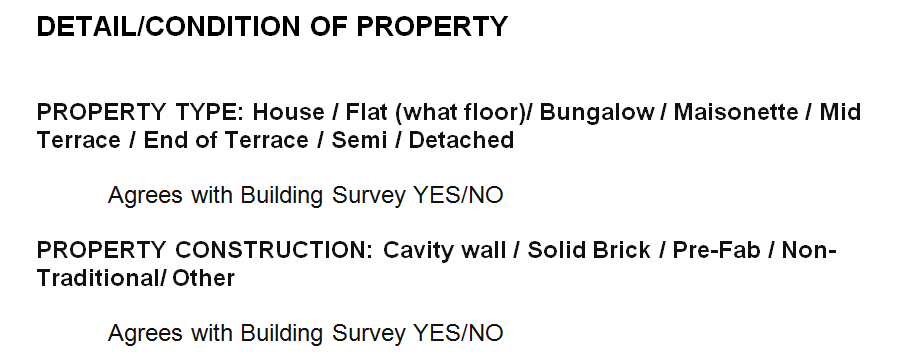 DETAIL/CONDITION OF PROPERTY
PROPERTY TYPE: House / Flat (what floor)/ Bungalow / Maisonette / Mid
Terrace / End of Terrace / Semi / Detached
Agrees with Building Survey YES/NO
PROPERTY CONSTRUCTION: Cavity wall / Solid Brick / Pre-Fab / Non-
Traditional/ Other
Agrees with Building Survey YES/NO